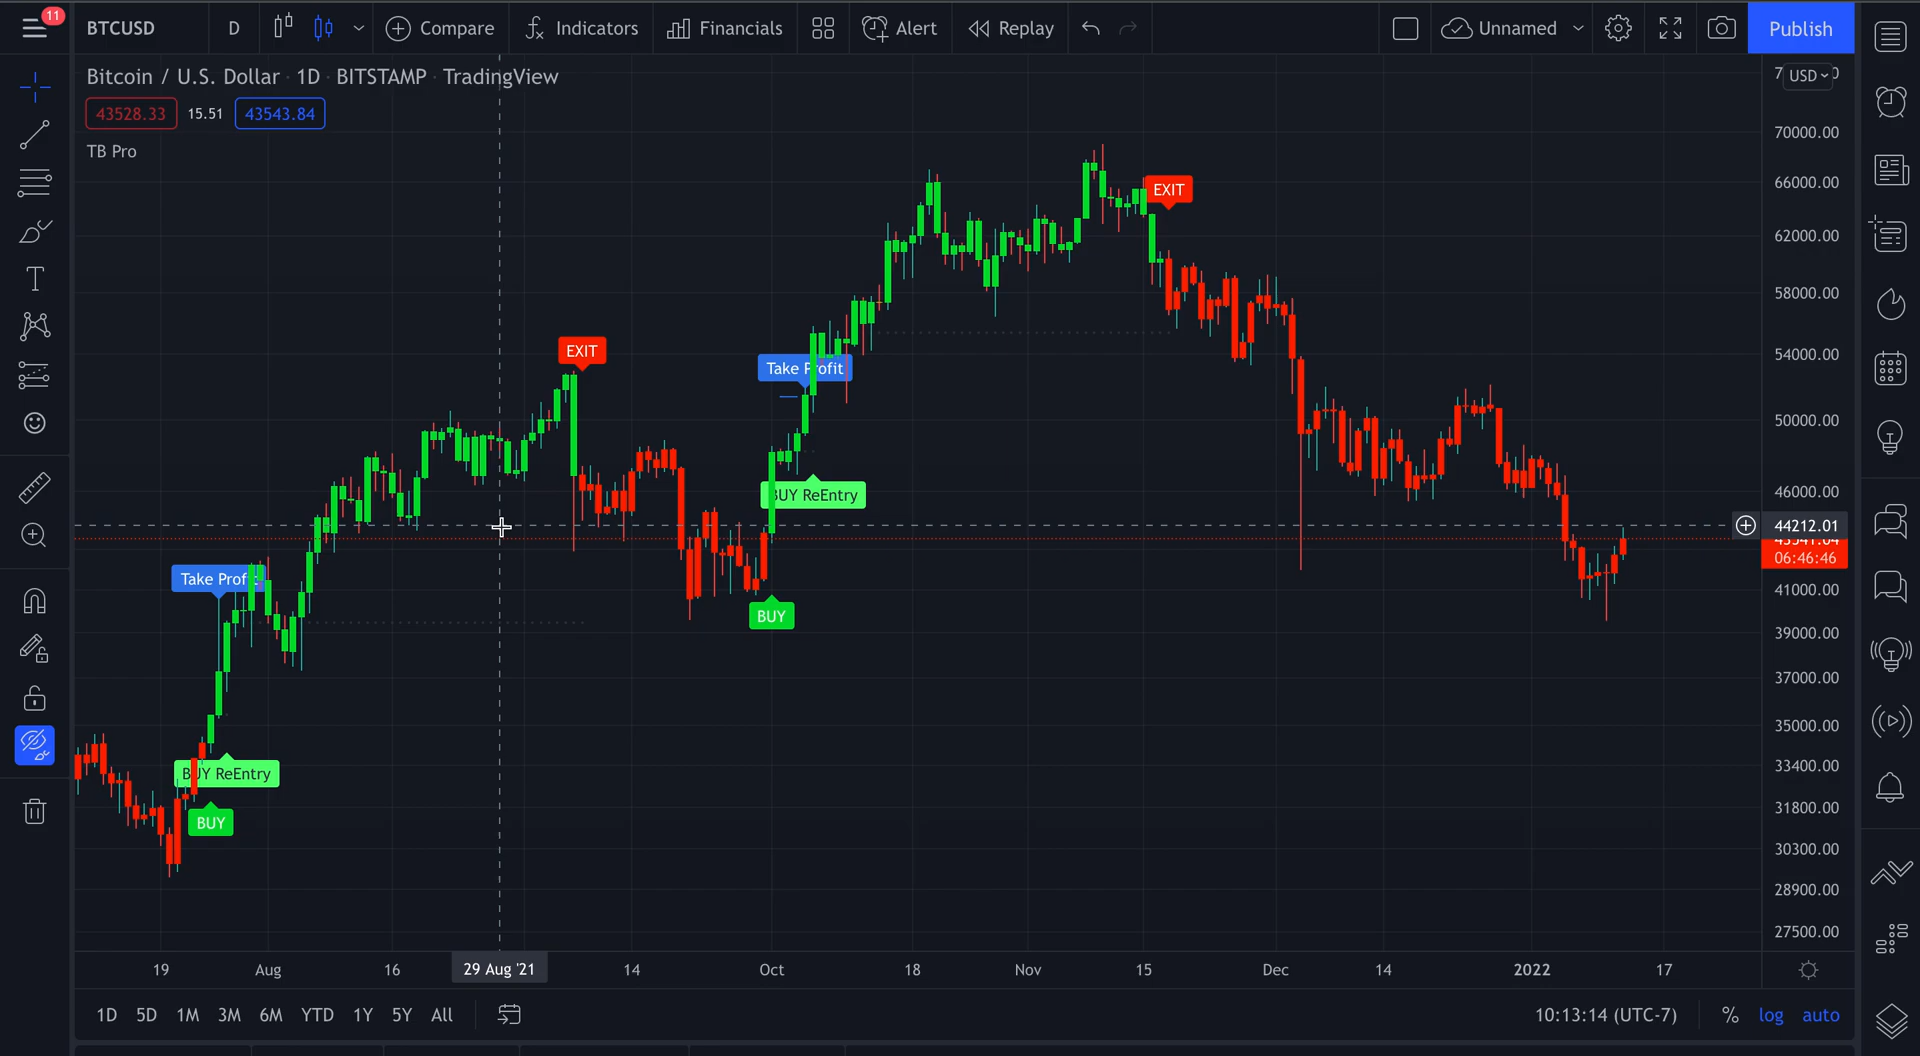 11
BTCUSD
D
Compare
Indicators
Financials
Alert
Replay
Unnamed
Publish
Bitcoin / U.S. Dollar · 1D · BITSTAMP · TradingView
43528.33
15.51
43543.84
TB Pro
USD
70000.00
66000.00
62000.00
58000.00
54000.00
50000.00
46000.00
44212.01
06:46:46
41000.00
39000.00
37000.00
35000.00
33400.00
31800.00
30300.00
28900.00
27500.00
EXIT
EXIT
Take Profit
BUY ReEntry
BUY
Take Profit
BUY ReEntry
BUY
19
Aug
16
29 Aug '21
14
Oct
18
Nov
15
Dec
14
2022
17
1D
5D
1M
3M
6M
YTD
1Y
5Y
All
10:13:14 (UTC-7)
%
log
auto